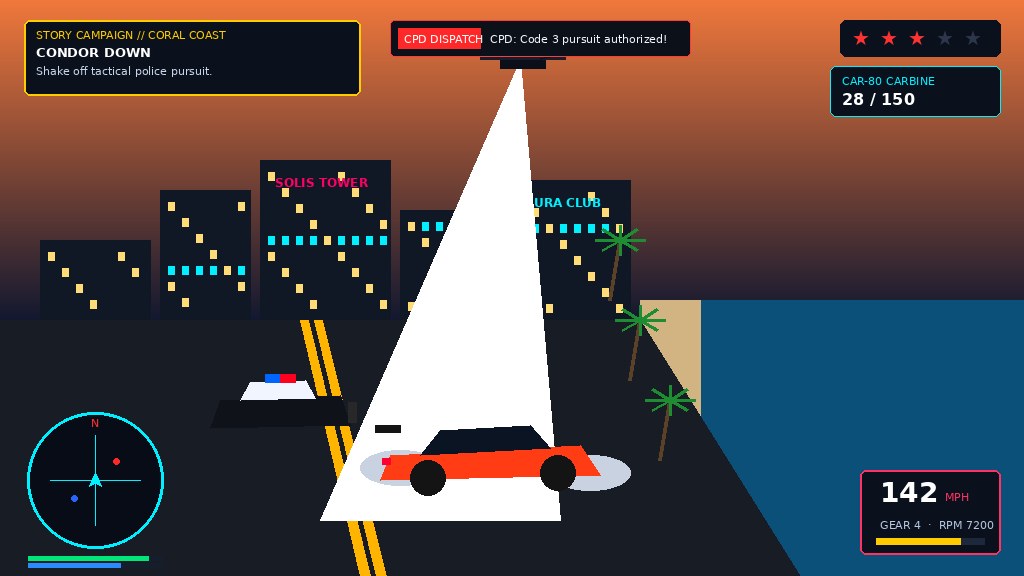 STORY CAMPAIGN // CORAL COAST
CONDOR DOWN
Shake off tactical police pursuit.
CPD DISPATCH CPD: Code 3 pursuit authorized!
★ ★ ★ ★ ★
CAR-80 CARBINE
28 / 150
SOLIS TOWER
URA CLUB
N
142 MPH
GEAR 4 · RPM 7200